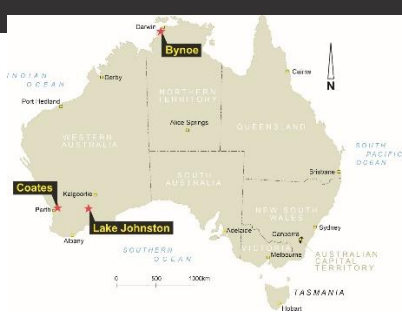 Darwin
Bynoe
INDIAN
OCEAN
Derby
Cairns
Port Hedland
NORTHERN
TERRITORY
N
WESTERN
AUSTRALIA
Alice Springs
QUEENSLAND
SOUTH
PACIFIC
OCEAN
SOUTH
AUSTRALIA
Brisbane
Coates
Kalgoorlie
Perth
NEW SOUTH
WALES
Lake Johnston
Albany
Adelaide
Sydney
Canberra
SOUTHERN
OCEAN
VICTORIA
Melbourne
AUSTRALIAN
CAPITAL
TERRITORY
0 500 1000km
TASMANIA
Hobart